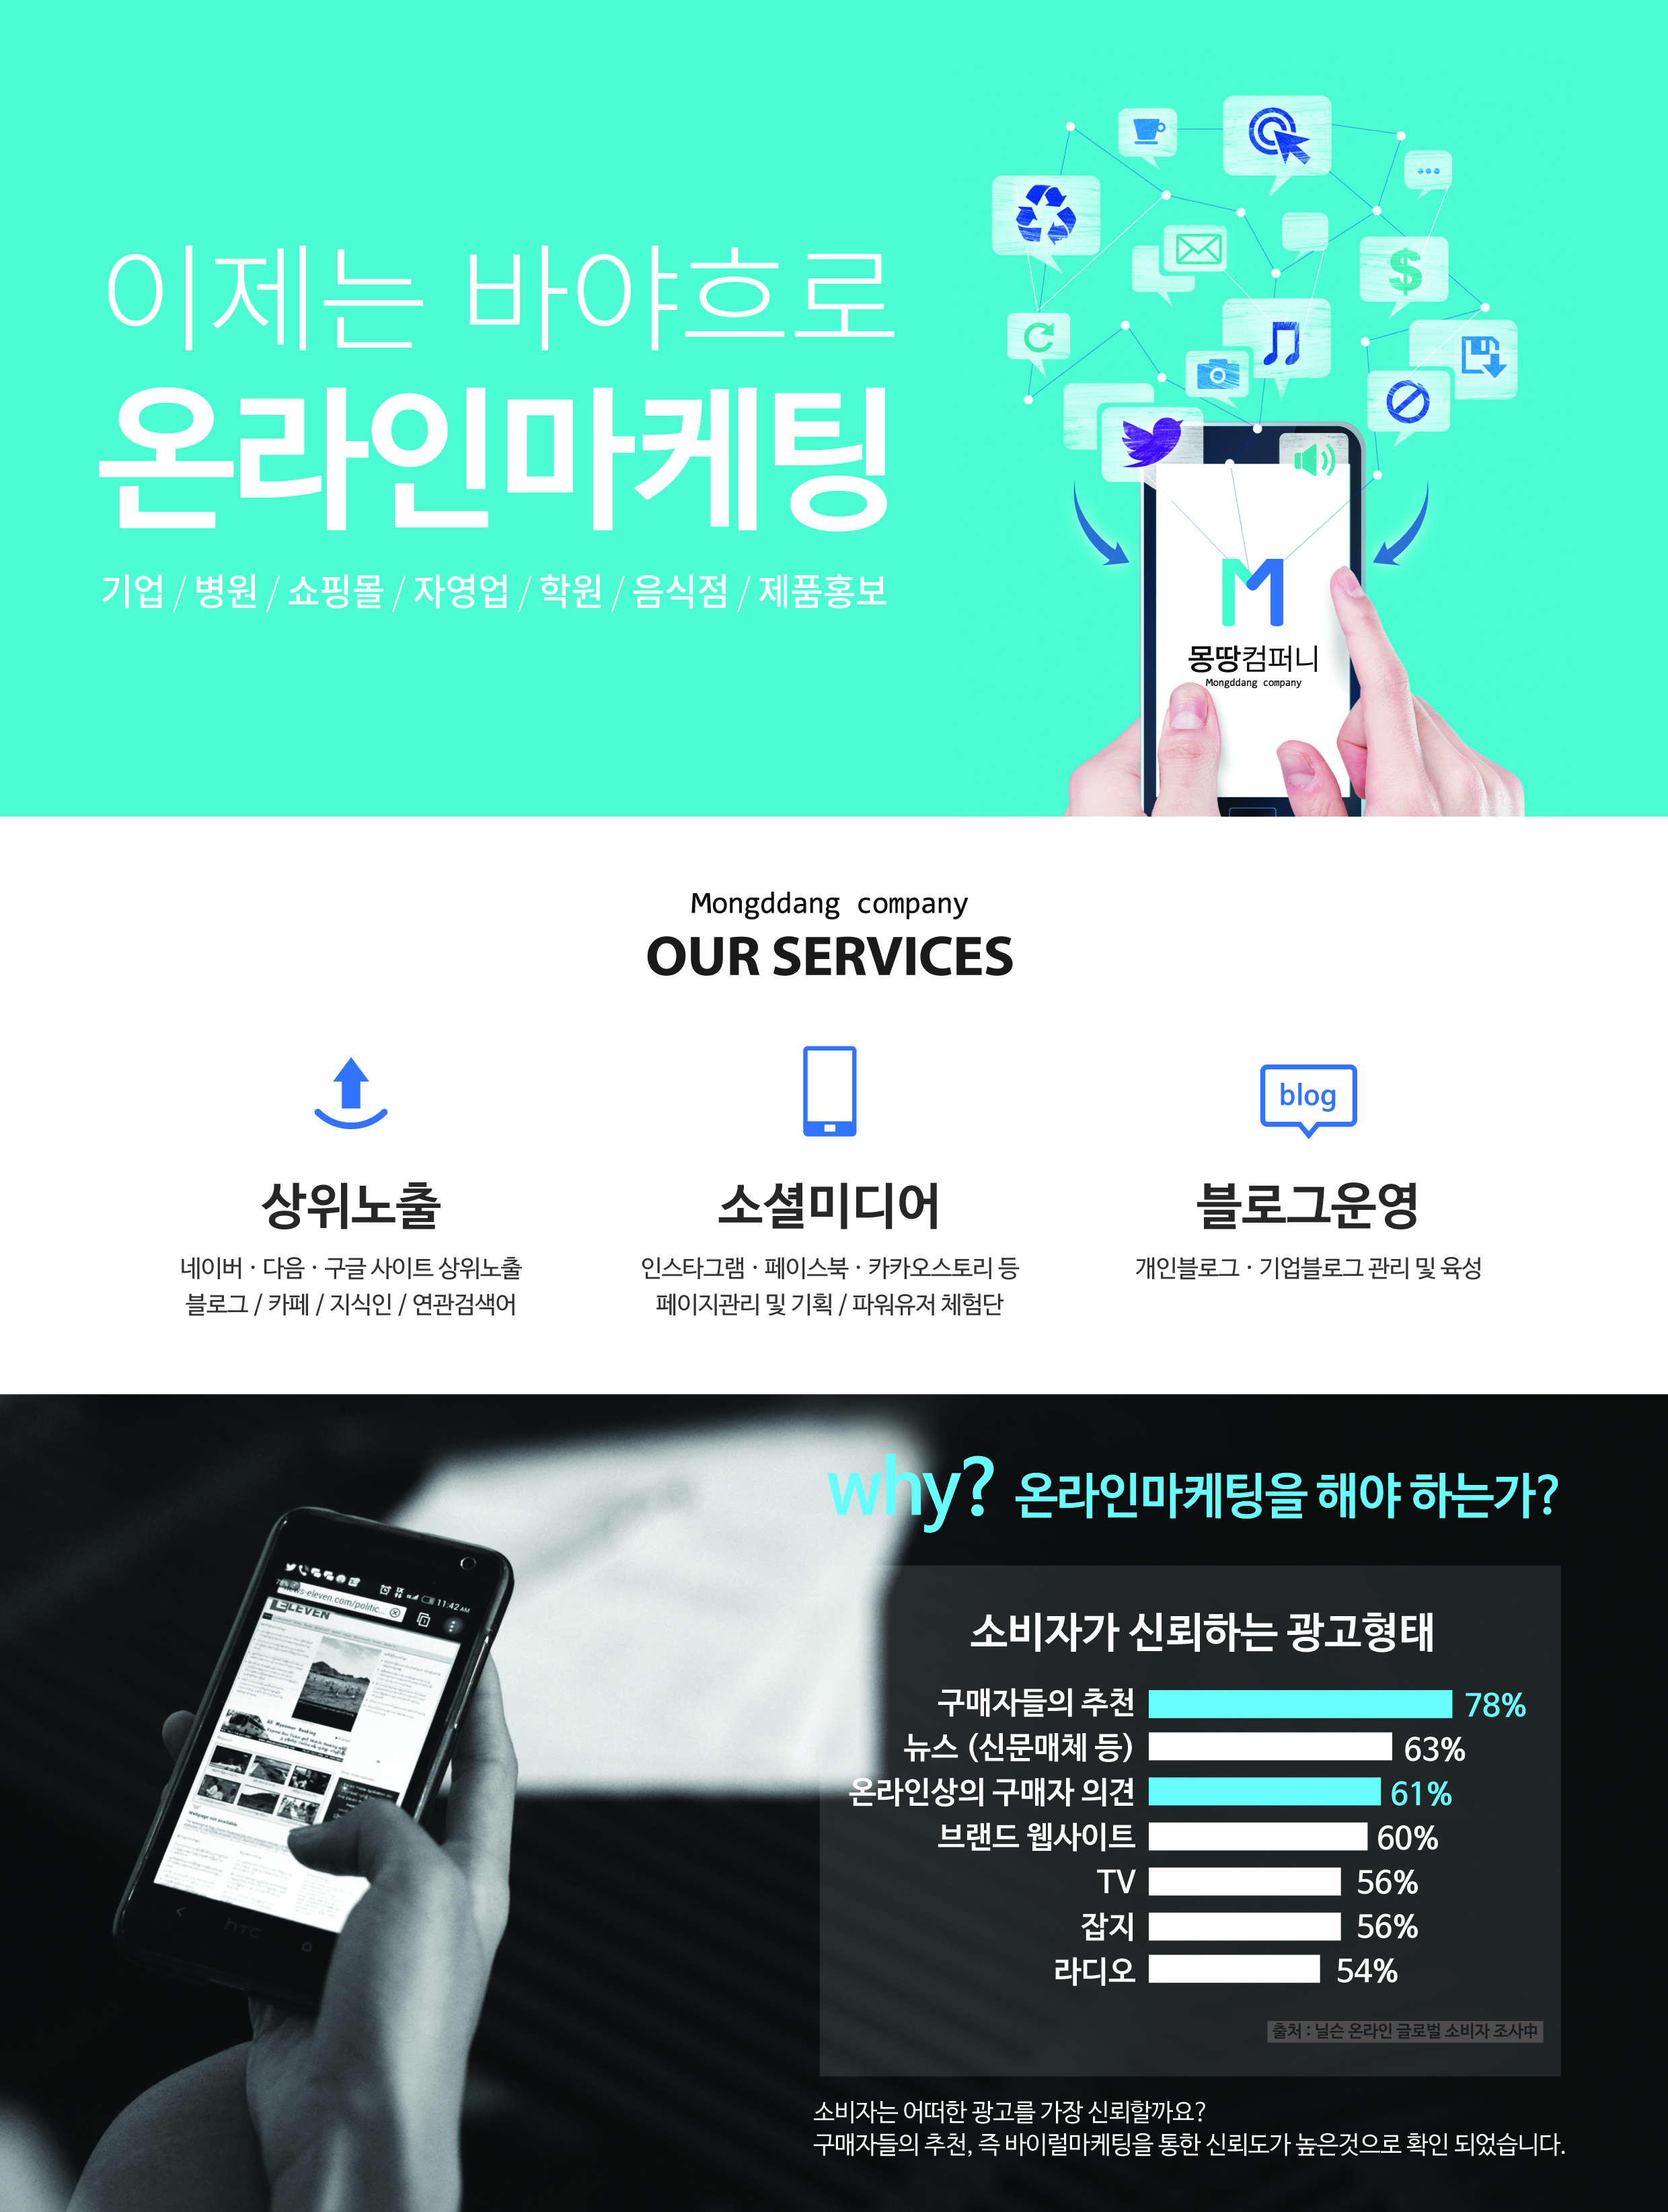 이제는 바야흐로
온라인마케팅
기업 / 병원 / 쇼핑몰 / 자영업 / 학원 / 음식점 / 제품홍보
몽땅컴퍼니
Mongddang company
Mongddang company
OUR SERVICES
상위노출
네이버 · 다음 · 구글 사이트 상위노출
블로그 / 카페 / 지식인 / 연관검색어
소셜미디어
인스타그램 · 페이스북 · 카카오스토리 등
페이지관리 및 기획 / 파워유저 체험단
blog
블로그운영
개인블로그 · 기업블로그 관리 및 육성
why? 온라인마케팅을 해야 하는가?
소비자가 신뢰하는 광고형태
구매자들의 추천 78%
뉴스 (신문매체 등) 63%
온라인상의 구매자 의견 61%
브랜드 웹사이트 60%
TV 56%
잡지 56%
라디오 54%
출처 : 닐슨 온라인 글로벌 소비자 조사中
소비자는 어떠한 광고를 가장 신뢰할까요?
구매자들의 추천, 즉 바이럴마케팅을 통한 신뢰도가 높은것으로 확인 되었습니다.
11:42 AM
news-eleven.com/politic...
ELEVEN
Webpage not available
hTC